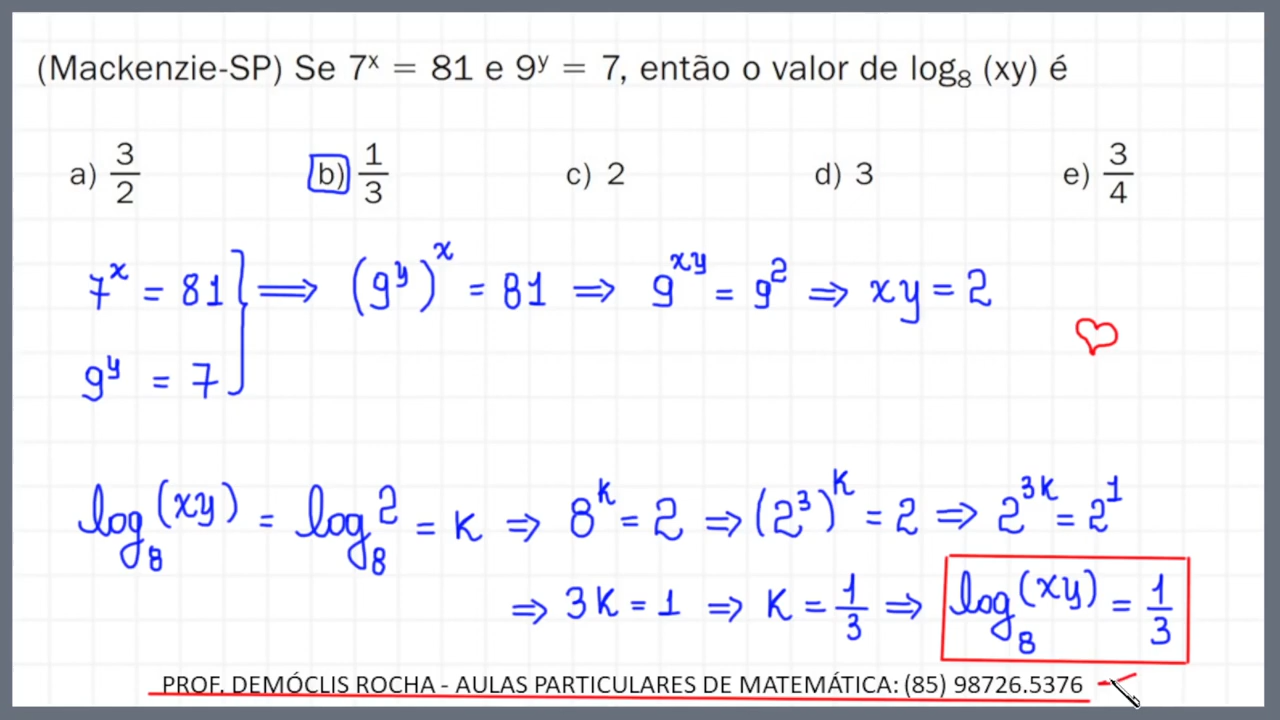 (Mackenzie-SP) Se 7ˣ = 81 e 9ʸ = 7, então o valor de log₈ (xy) é
a) 3/2 b) 1/3 c) 2 d) 3 e) 3/4
7ˣ = 81 } ⟹ (9ʸ)ˣ = 81 ⇒ 9ˣʸ = 9² ⇒ xy = 2
9ʸ = 7
log₈(xy) = log₈2 = K ⇒ 8ᴷ = 2 ⇒ (2³)ᴷ = 2 ⇒ 2³ᴷ = 2¹
⇒ 3K = 1 ⇒ K = 1/3 ⇒ log₈(xy) = 1/3
PROF. DEMÓCLIS ROCHA - AULAS PARTICULARES DE MATEMÁTICA: (85) 98726.5376